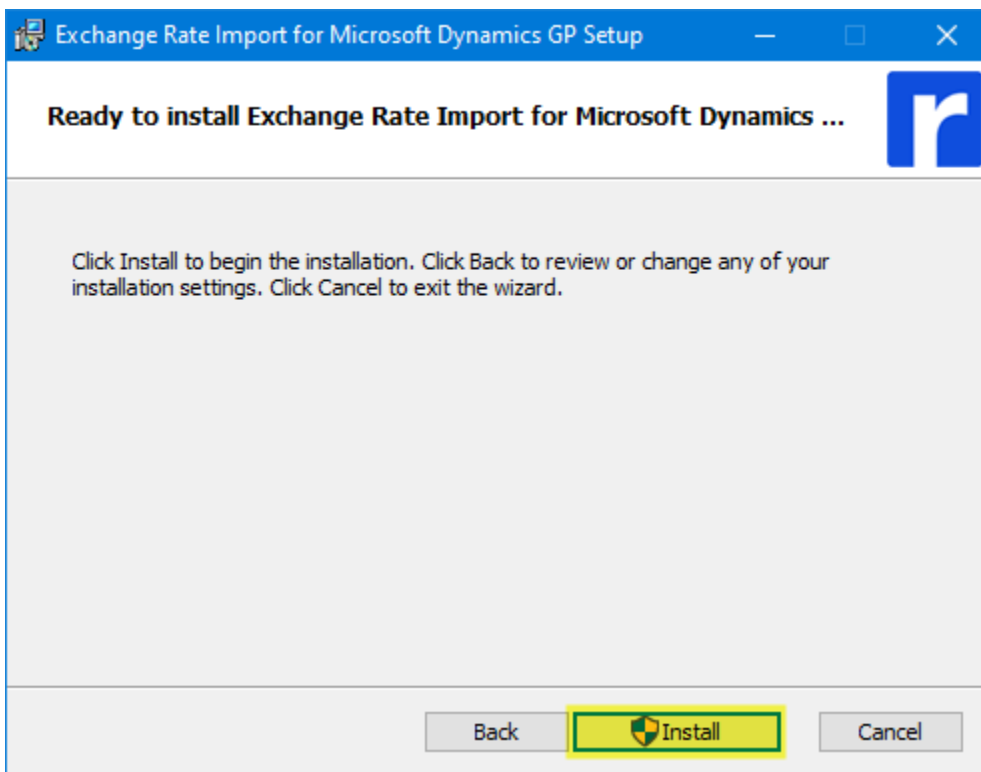 Exchange Rate Import for Microsoft Dynamics GP Setup
Ready to install Exchange Rate Import for Microsoft Dynamics ...
r
Click Install to begin the installation. Click Back to review or change any of your
installation settings. Click Cancel to exit the wizard.
Back Install Cancel